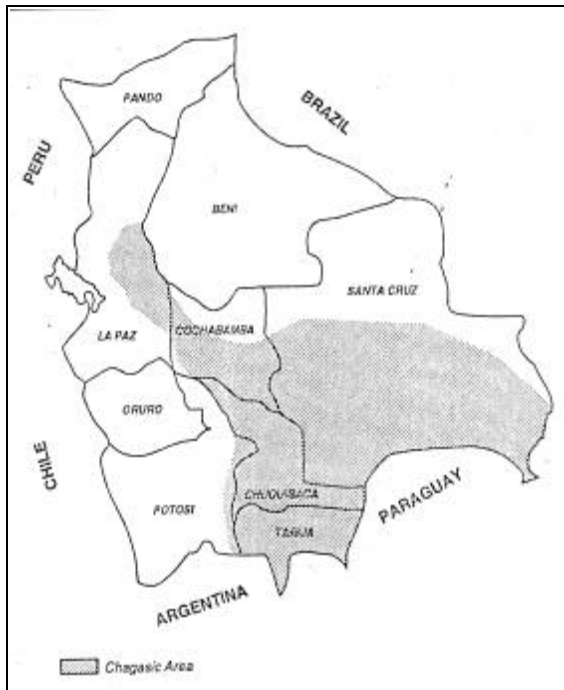 PANDO
BRAZIL
PERU
BENI
SANTA CRUZ
LA PAZ
COCHABAMBA
ORURO
CHILE
POTOSI
CHUQUISACA
TARIJA
PARAGUAY
ARGENTINA
Chagasic Area